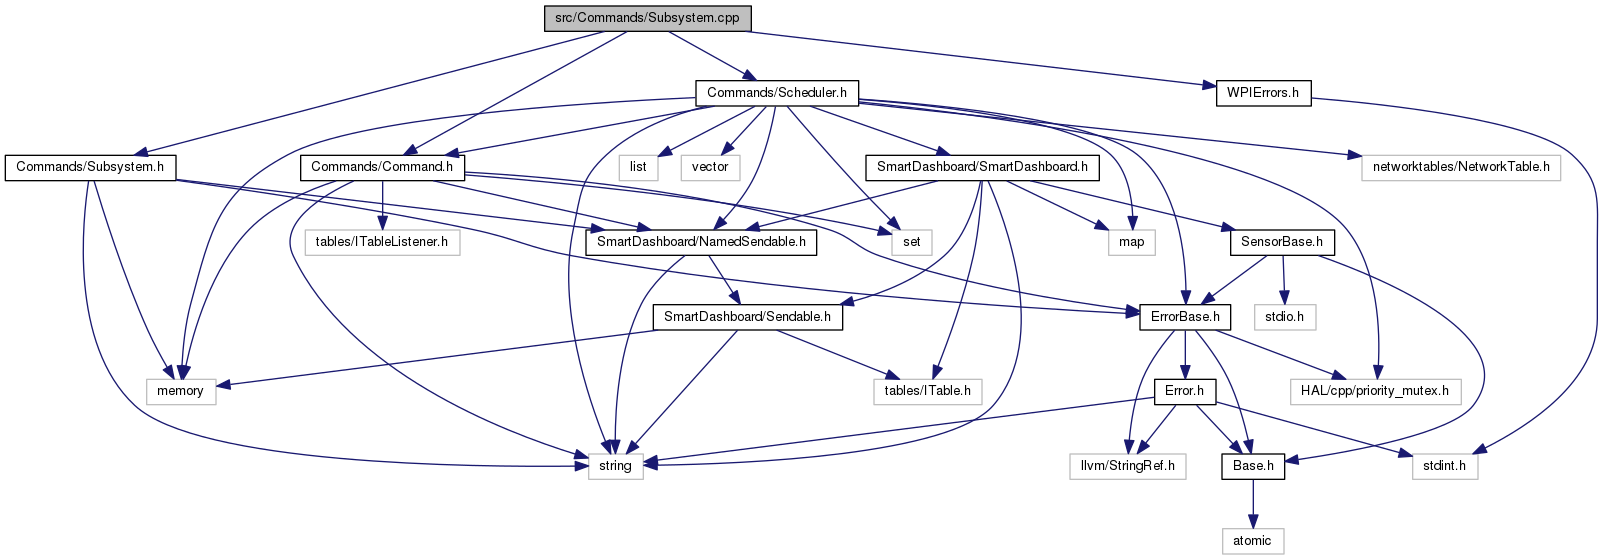 src/Commands/Subsystem.cpp
Commands/Scheduler.h
WPIErrors.h
Commands/Subsystem.h
Commands/Command.h
list
vector
SmartDashboard/SmartDashboard.h
networktables/NetworkTable.h
tables/ITableListener.h
SmartDashboard/NamedSendable.h
set
map
SensorBase.h
SmartDashboard/Sendable.h
ErrorBase.h
stdio.h
memory
tables/ITable.h
Error.h
HAL/cpp/priority_mutex.h
string
llvm/StringRef.h
Base.h
stdint.h
atomic